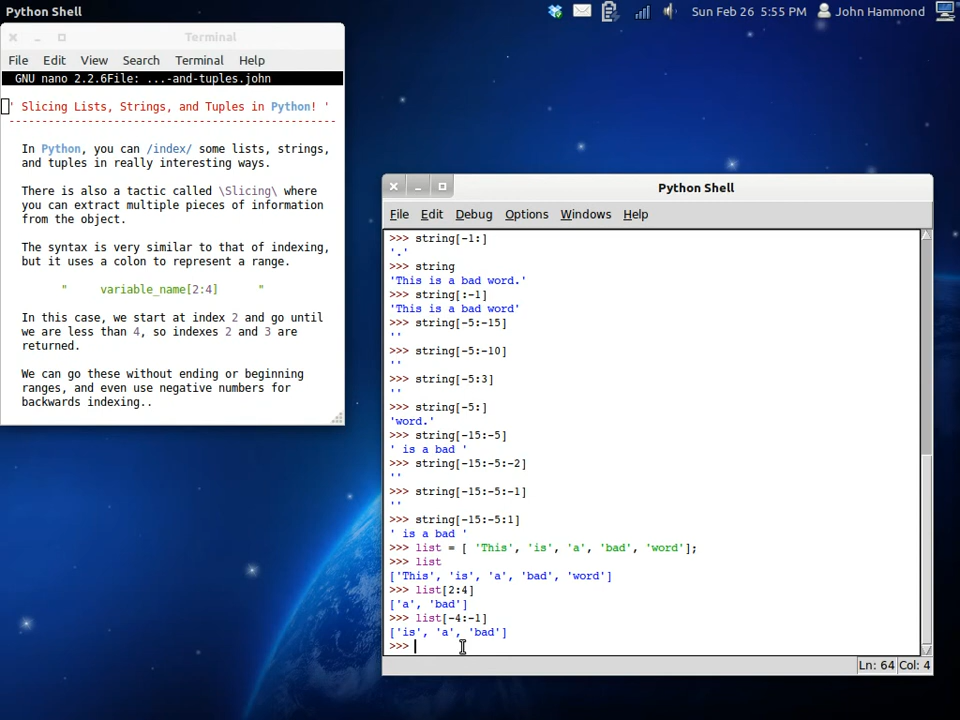 Python Shell
Sun Feb 26 5:55 PM John Hammond
Terminal
File Edit View Search Terminal Help
GNU nano 2.2.6File: ...-and-tuples.john
' Slicing Lists, Strings, and Tuples in Python! '
------------------------------------------------
In Python, you can /index/ some lists, strings,
and tuples in really interesting ways.
There is also a tactic called \Slicing\ where
you can extract multiple pieces of information
from the object.
The syntax is very similar to that of indexing,
but it uses a colon to represent a range.
" variable_name[2:4] "
In this case, we start at index 2 and go until
we are less than 4, so indexes 2 and 3 are
returned.
We can go these without ending or beginning
ranges, and even use negative numbers for
backwards indexing..
Python Shell
File Edit Debug Options Windows Help
>>> string[-1:]
'.'
>>> string
'This is a bad word.'
>>> string[:-1]
'This is a bad word'
>>> string[-5:-15]
''
>>> string[-5:-10]
''
>>> string[-5:3]
''
>>> string[-5:]
'word.'
>>> string[-15:-5]
' is a bad '
>>> string[-15:-5:-2]
''
>>> string[-15:-5:-1]
''
>>> string[-15:-5:1]
' is a bad '
>>> list = [ 'This', 'is', 'a', 'bad', 'word'];
>>> list
['This', 'is', 'a', 'bad', 'word']
>>> list[2:4]
['a', 'bad']
>>> list[-4:-1]
['is', 'a', 'bad']
>>>
Ln: 64 Col: 4